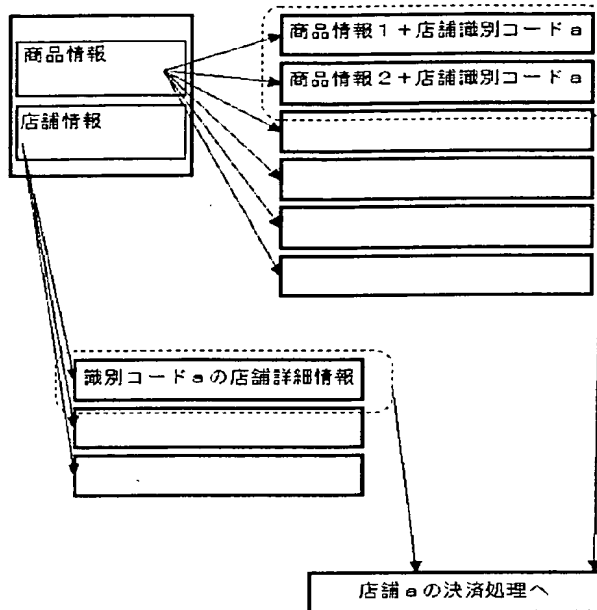 商品情報
店舗情報
商品情報1+店舗識別コードa
商品情報2+店舗識別コードa
識別コードaの店舗詳細情報
店舗aの決済処理へ